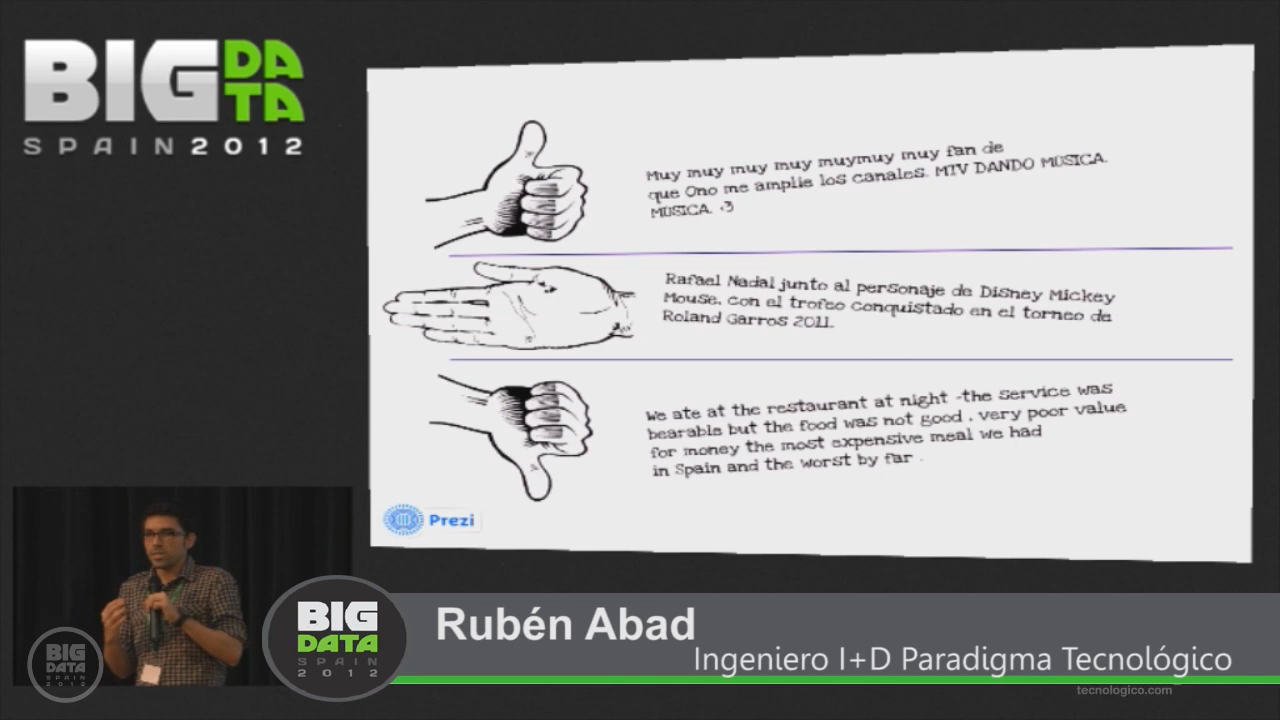 BIG DATA
SPAIN 2012
Muy muy muy muy muymuy muy fan de
que Ono me amplie los canales. MTV DANDO MUSICA.
MUSICA. <3
Rafael Nadal junto al personaje de Disney Mickey
Mouse, con el trofeo conquistado en el torneo de
Roland Garros 2011.
We ate at the restaurant at night -the service was
bearable but the food was not good , very poor value
for money the most expensive meal we had
in Spain and the worst by far .
Prezi
BIG
DATA
SPAIN
2012
Rubén Abad
Ingeniero I+D Paradigma Tecnológico
BIG
DATA
SPAIN
2012
tecnologico.com